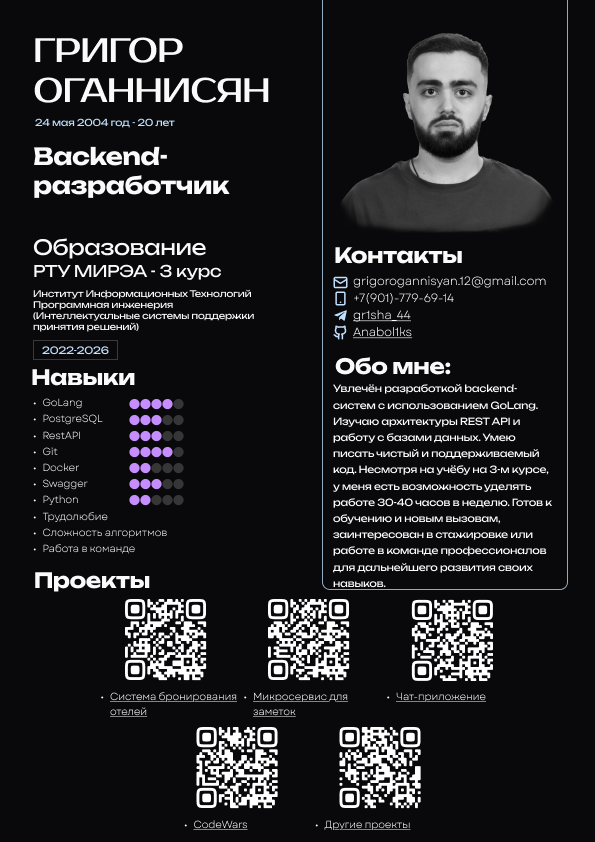 ГРИГОР
ОГАННИСЯН
24 мая 2004 год - 20 лет
Backend-
разработчик
Образование
РТУ МИРЭА - 3 курс
Институт Информационных Технологий
Программная инженерия
(Интеллектуальные системы поддержки
принятия решений)
2022-2026
Навыки
• GoLang
• PostgreSQL
• RestAPI
• Git
• Docker
• Swagger
• Python
• Трудолюбие
• Сложность алгоритмов
• Работа в команде
Контакты
grigorogannisyan.12@gmail.com
+7(901)-779-69-14
gr1sha_44
Anabol1ks
Обо мне:
Увлечён разработкой backend-
систем с использованием GoLang.
Изучаю архитектуры REST API и
работу с базами данных. Умею
писать чистый и поддерживаемый
код. Несмотря на учёбу на 3-м курсе,
у меня есть возможность уделять
работе 30-40 часов в неделю. Готов к
обучению и новым вызовам,
заинтересован в стажировке или
работе в команде профессионалов
для дальнейшего развития своих
навыков.
Проекты
• Система бронирования
отелей
• Микросервис для
заметок
• Чат-приложение
• CodeWars
• Другие проекты